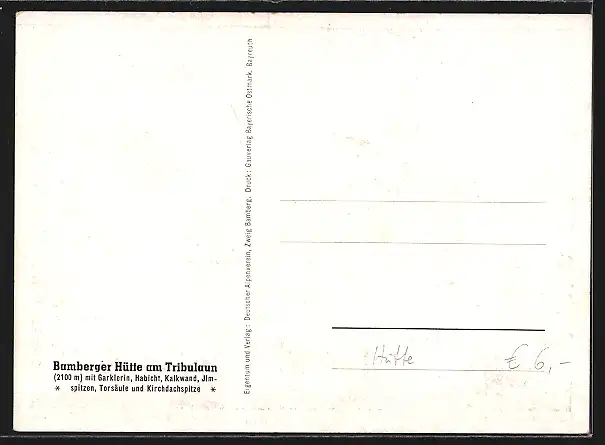 Bamberger Hütte am Tribulaun
(2100 m) mit Garklerin, Habicht, Kalkwand, Jlm-
* spitzen, Torsäule und Kirchdachspitze *
Eigentum und Verlag: Deutscher Alpenverein, Zweig Bamberg. Druck: Gauverlag Bayerische Ostmark, Bayreuth
Hütte € 6,-